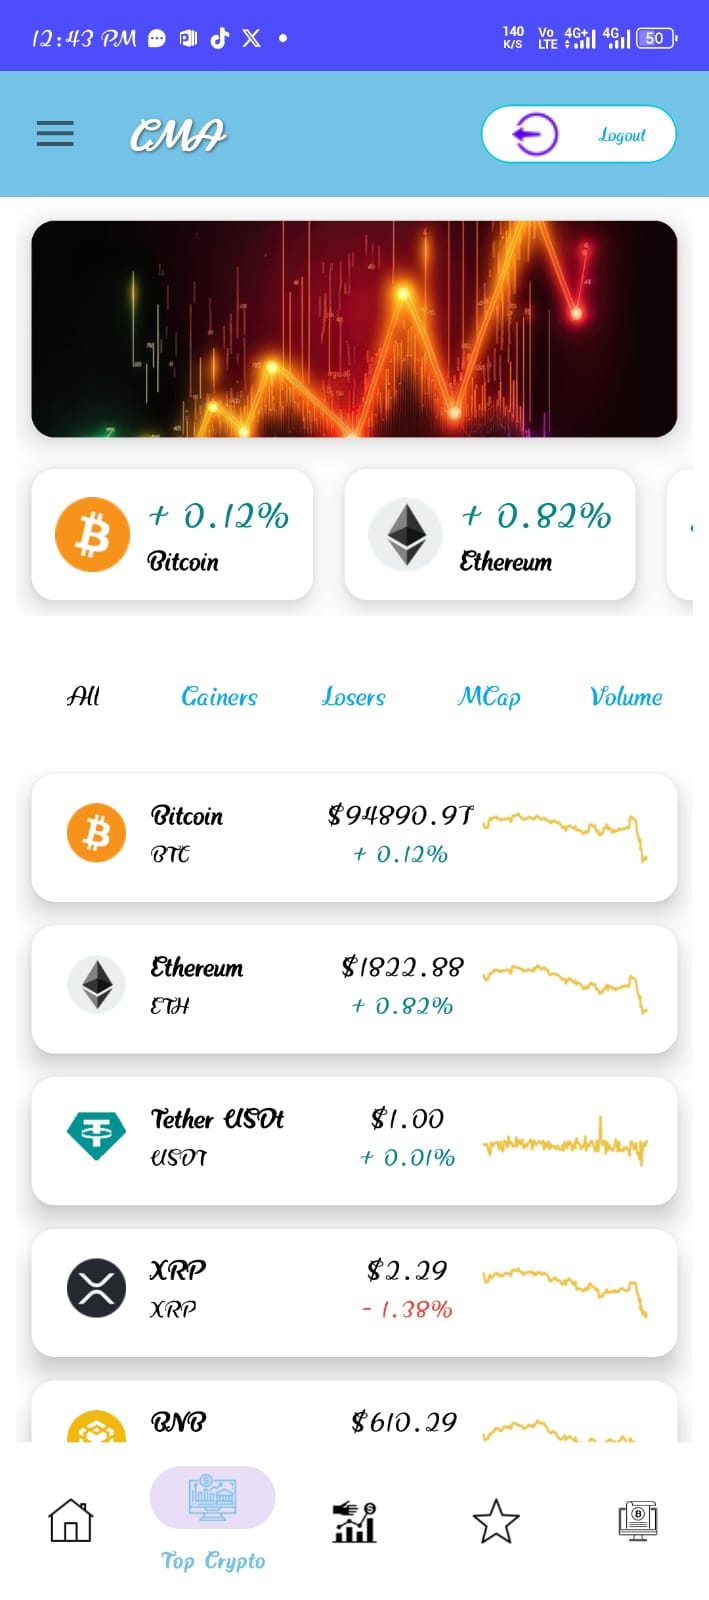 12:43 PM
140 K/S
Vo LTE
4G+
4G
50
CMA
Logout
+ 0.12%
Bitcoin
+ 0.82%
Ethereum
All
Gainers
Losers
MCap
Volume
Bitcoin
$94890.97
BTC
+ 0.12%
Ethereum
$1822.88
ETH
+ 0.82%
Tether USDt
$1.00
USDT
+ 0.01%
XRP
$2.29
XRP
- 1.38%
BNB
$610.29
Top Crypto